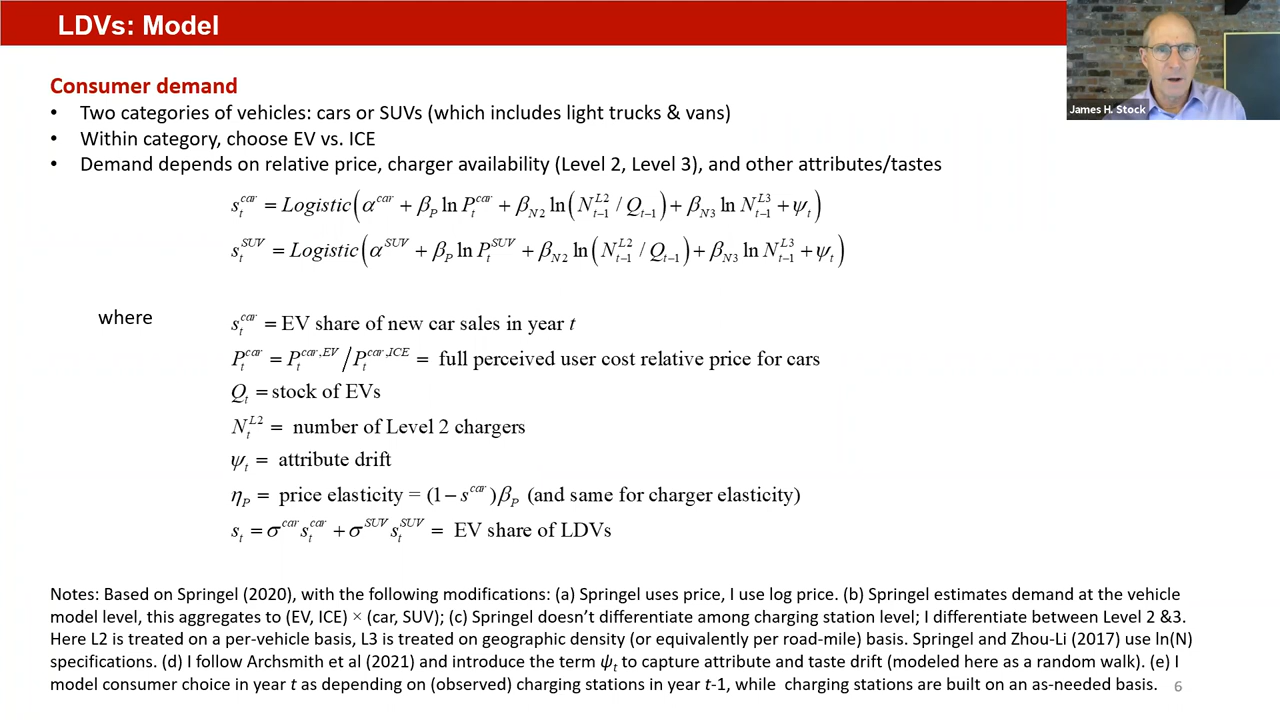 LDVs: Model
James H. Stock
Consumer demand
• Two categories of vehicles: cars or SUVs (which includes light trucks & vans)
• Within category, choose EV vs. ICE
• Demand depends on relative price, charger availability (Level 2, Level 3), and other attributes/tastes
s_t^{car} = Logistic(α^{car} + β_P ln P_t^{car} + β_{N2} ln(N_{t–1}^{L2} / Q_{t–1}) + β_{N3} ln N_{t–1}^{L3} + ψ_t)
s_t^{SUV} = Logistic(α^{SUV} + β_P ln P_t^{SUV} + β_{N2} ln(N_{t–1}^{L2} / Q_{t–1}) + β_{N3} ln N_{t–1}^{L3} + ψ_t)
where
s_t^{car} = EV share of new car sales in year t
P_t^{car} = P_t^{car,EV} / P_t^{car,ICE} = full perceived user cost relative price for cars
Q_t = stock of EVs
N_t^{L2} = number of Level 2 chargers
ψ_t = attribute drift
η_P = price elasticity = (1 – s^{car})β_P (and same for charger elasticity)
s_t = σ^{car} s_t^{car} + σ^{SUV} s_t^{SUV} = EV share of LDVs
Notes: Based on Springel (2020), with the following modifications: (a) Springel uses price, I use log price. (b) Springel estimates demand at the vehicle
model level, this aggregates to (EV, ICE) × (car, SUV); (c) Springel doesn’t differentiate among charging station level; I differentiate between Level 2 &3.
Here L2 is treated on a per-vehicle basis, L3 is treated on geographic density (or equivalently per road-mile) basis. Springel and Zhou-Li (2017) use ln(N)
specifications. (d) I follow Archsmith et al (2021) and introduce the term ψ_t to capture attribute and taste drift (modeled here as a random walk). (e) I
model consumer choice in year t as depending on (observed) charging stations in year t-1, while charging stations are built on an as-needed basis.
6